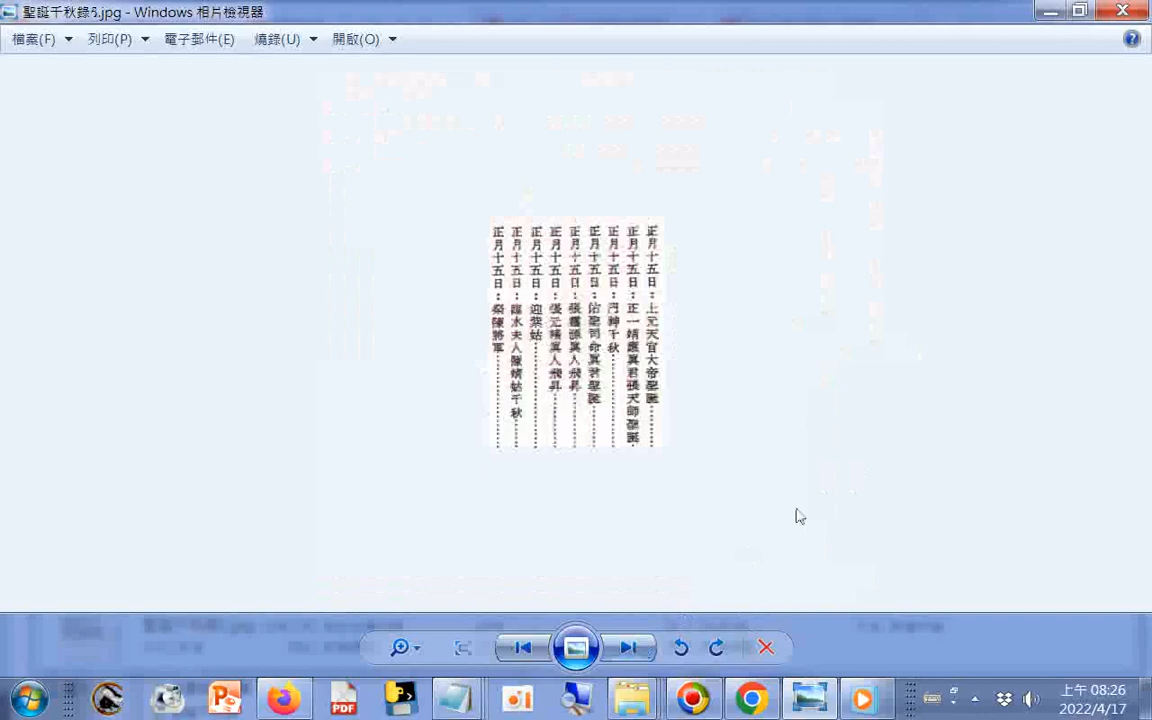 聖誕千秋錄5.jpg - Windows 相片檢視器
檔案(F) 列印(P) 電子郵件(E) 燒錄(U) 開啟(O)
正月十五日：上元天官大帝聖誕
正月十五日：正一靖應真君張天師聖誕
正月十五日：門神千秋
正月十五日：佑聖司命真君聖誕
正月十五日：張 真人飛昇
正月十五日：張元 真人飛昇
正月十五日：迎紫姑
正月十五日：臨水夫人陳靖姑千秋
正月十五日： 陳將軍
上午 08:26
2022/4/17